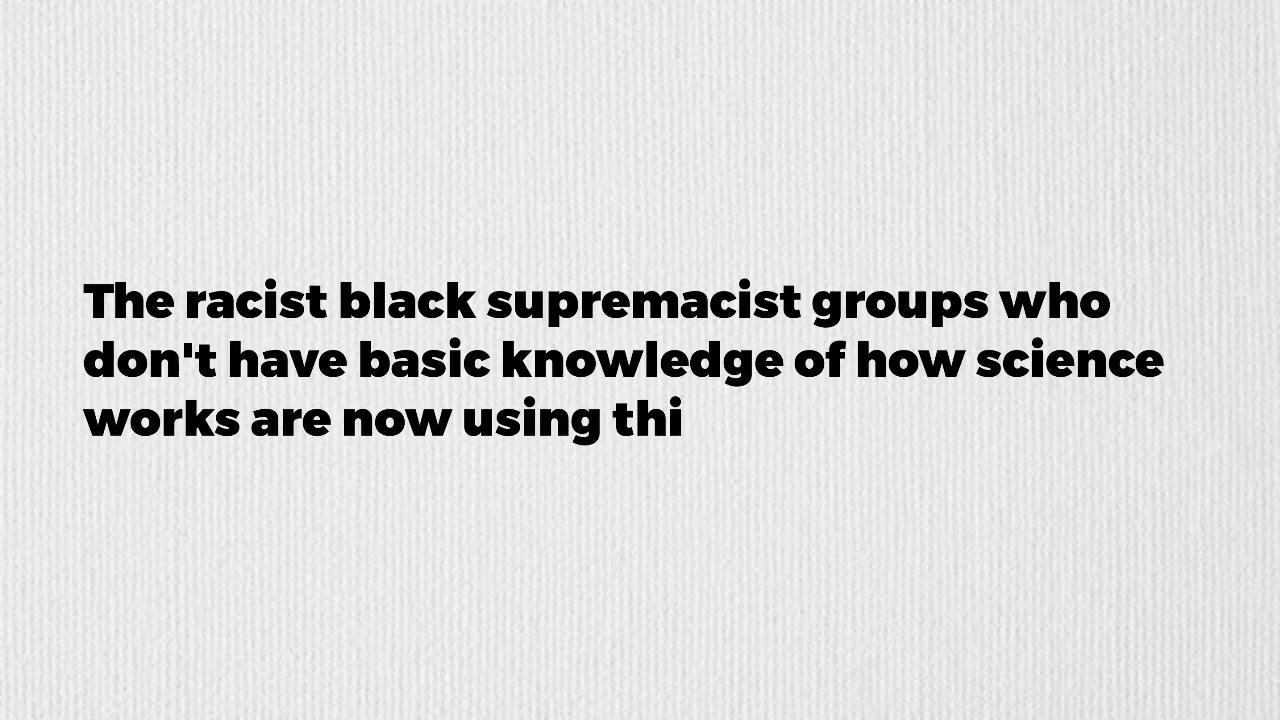 The racist black supremacist groups who
don't have basic knowledge of how science
works are now using thi